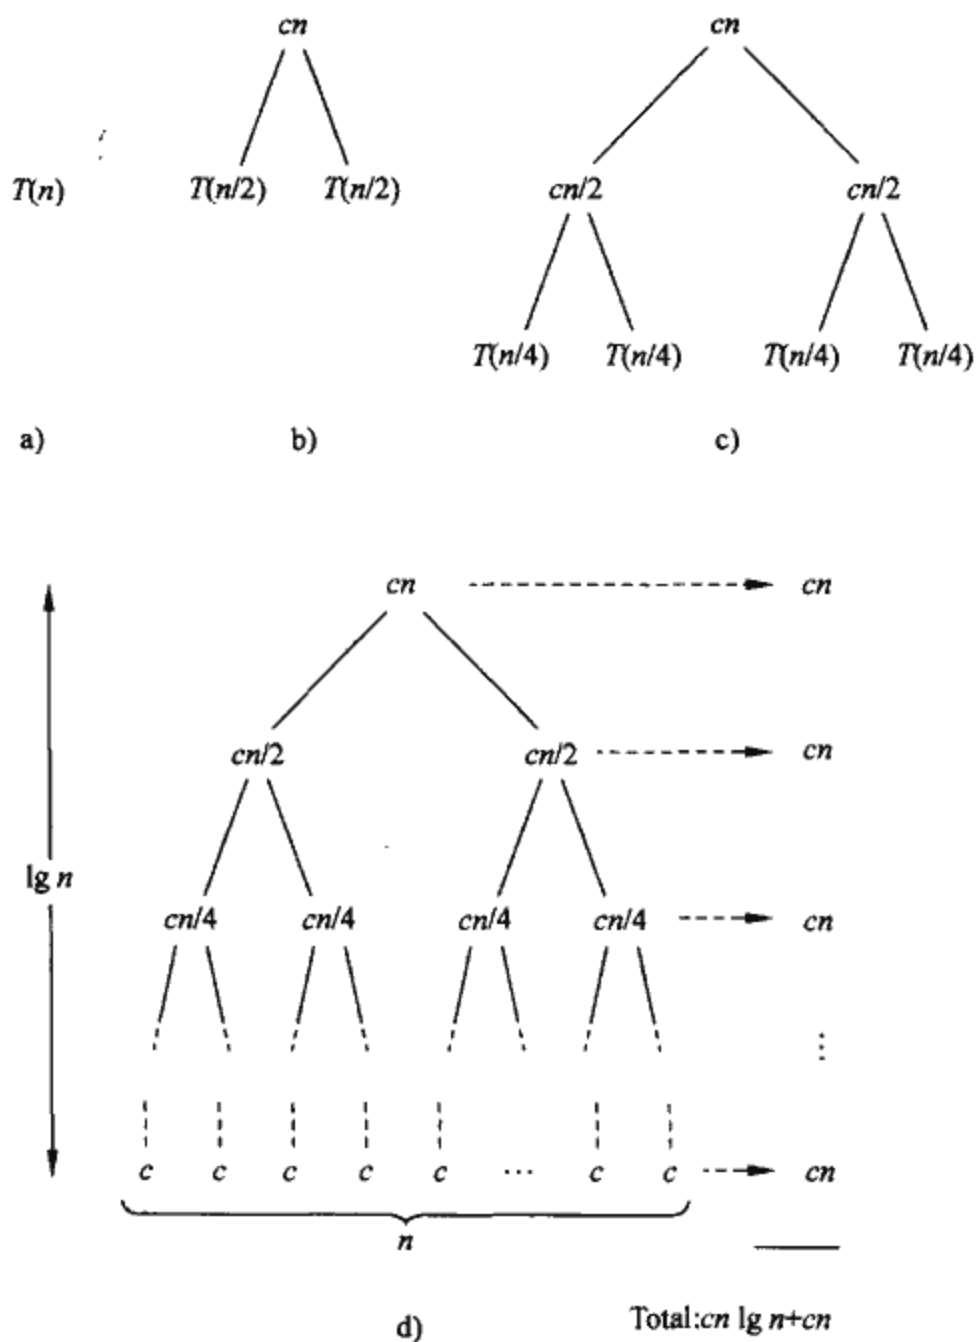 cn cn
T(n) T(n/2) T(n/2) cn/2 cn/2
T(n/4) T(n/4) T(n/4) T(n/4)
a) b) c)
cn cn
cn/2 cn/2 cn
lg n
cn/4 cn/4 cn/4 cn/4 cn
⋮
c c c c c ... c c cn
n
Total:cn lg n+cn
d)